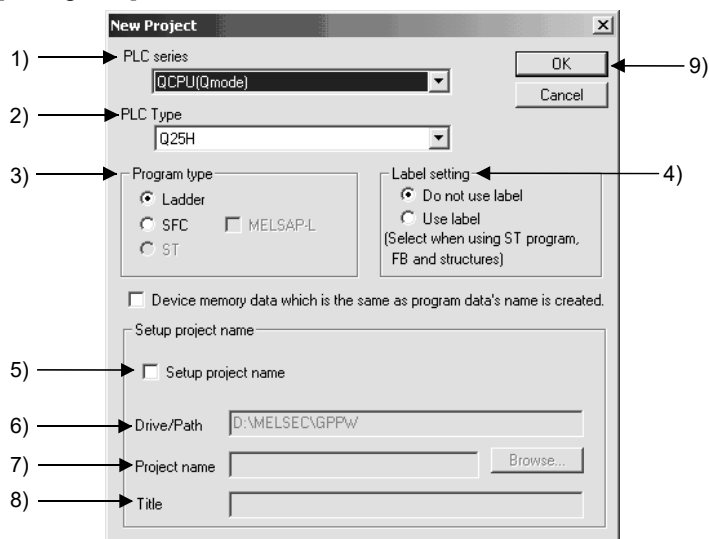 New Project
1) PLC series
QCPU(Qmode)
OK
9)
Cancel
2) PLC Type
Q25H
3) Program type
Ladder
SFC
MELSAP-L
ST
Label setting
4)
Do not use label
Use label
(Select when using ST program,
FB and structures)
Device memory data which is the same as program data's name is created.
Setup project name
5) Setup project name
6) Drive/Path D:\MELSEC\GPPW
7) Project name
Browse...
8) Title